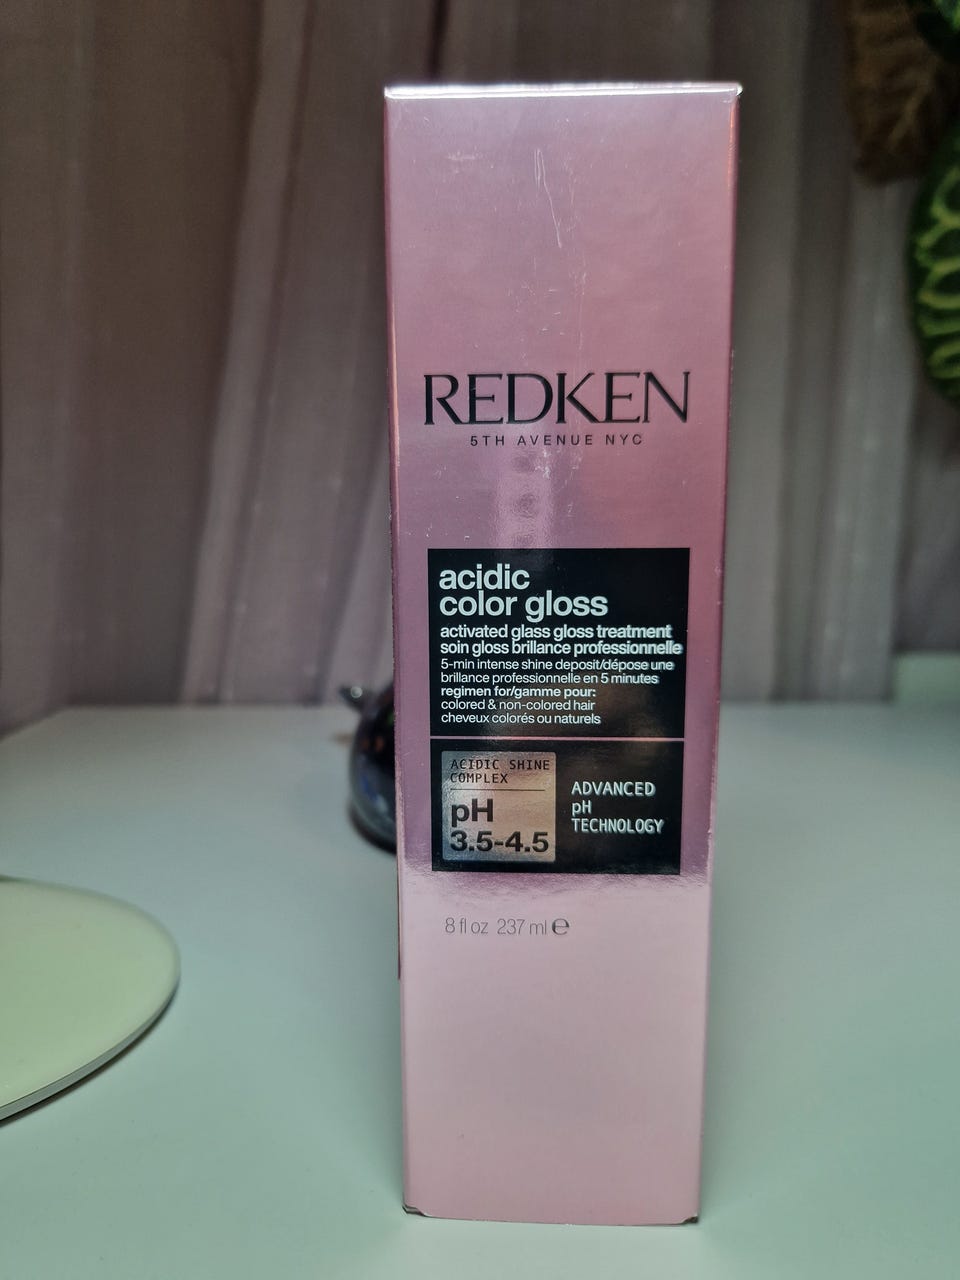 REDKEN
5TH AVENUE NYC
acidic
color gloss
activated glass gloss treatment
soin gloss brillance professionnelle
5-min intense shine deposit/dépose une
brillance professionnelle en 5 minutes
regimen for/gamme pour:
colored & non-colored hair
cheveux colorés ou naturels
ACIDIC SHINE
COMPLEX
pH
3.5-4.5
ADVANCED
pH
TECHNOLOGY
8 fl oz 237 ml ℮